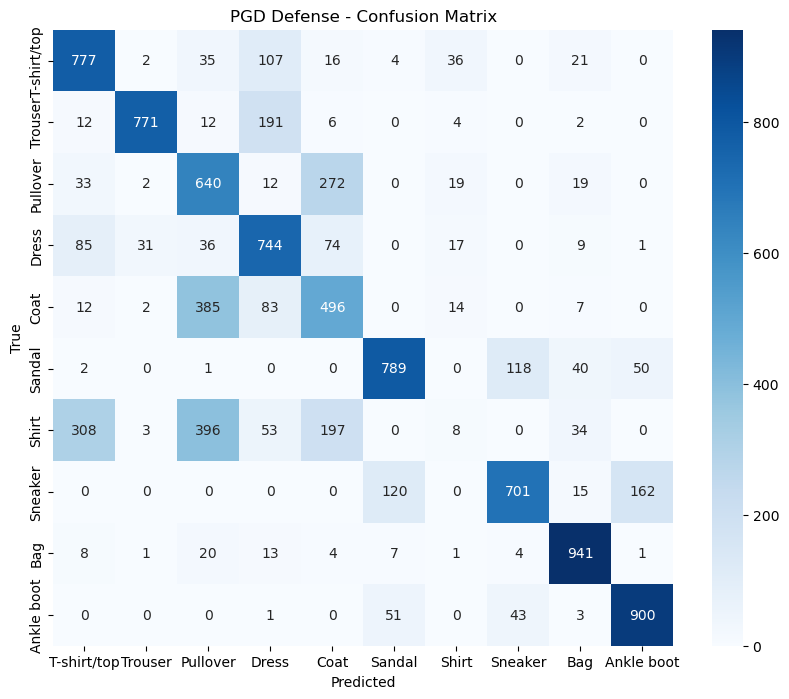 PGD Defense - Confusion Matrix
True
T-shirt/top 777 2 35 107 16 4 36 0 21 0
Trouser 12 771 12 191 6 0 4 0 2 0
Pullover 33 2 640 12 272 0 19 0 19 0
Dress 85 31 36 744 74 0 17 0 9 1
Coat 12 2 385 83 496 0 14 0 7 0
Sandal 2 0 1 0 0 789 0 118 40 50
Shirt 308 3 396 53 197 0 8 0 34 0
Sneaker 0 0 0 0 0 120 0 701 15 162
Bag 8 1 20 13 4 7 1 4 941 1
Ankle boot 0 0 0 1 0 51 0 43 3 900
T-shirt/top Trouser Pullover Dress Coat Sandal Shirt Sneaker Bag Ankle boot
Predicted
800
600
400
200
0